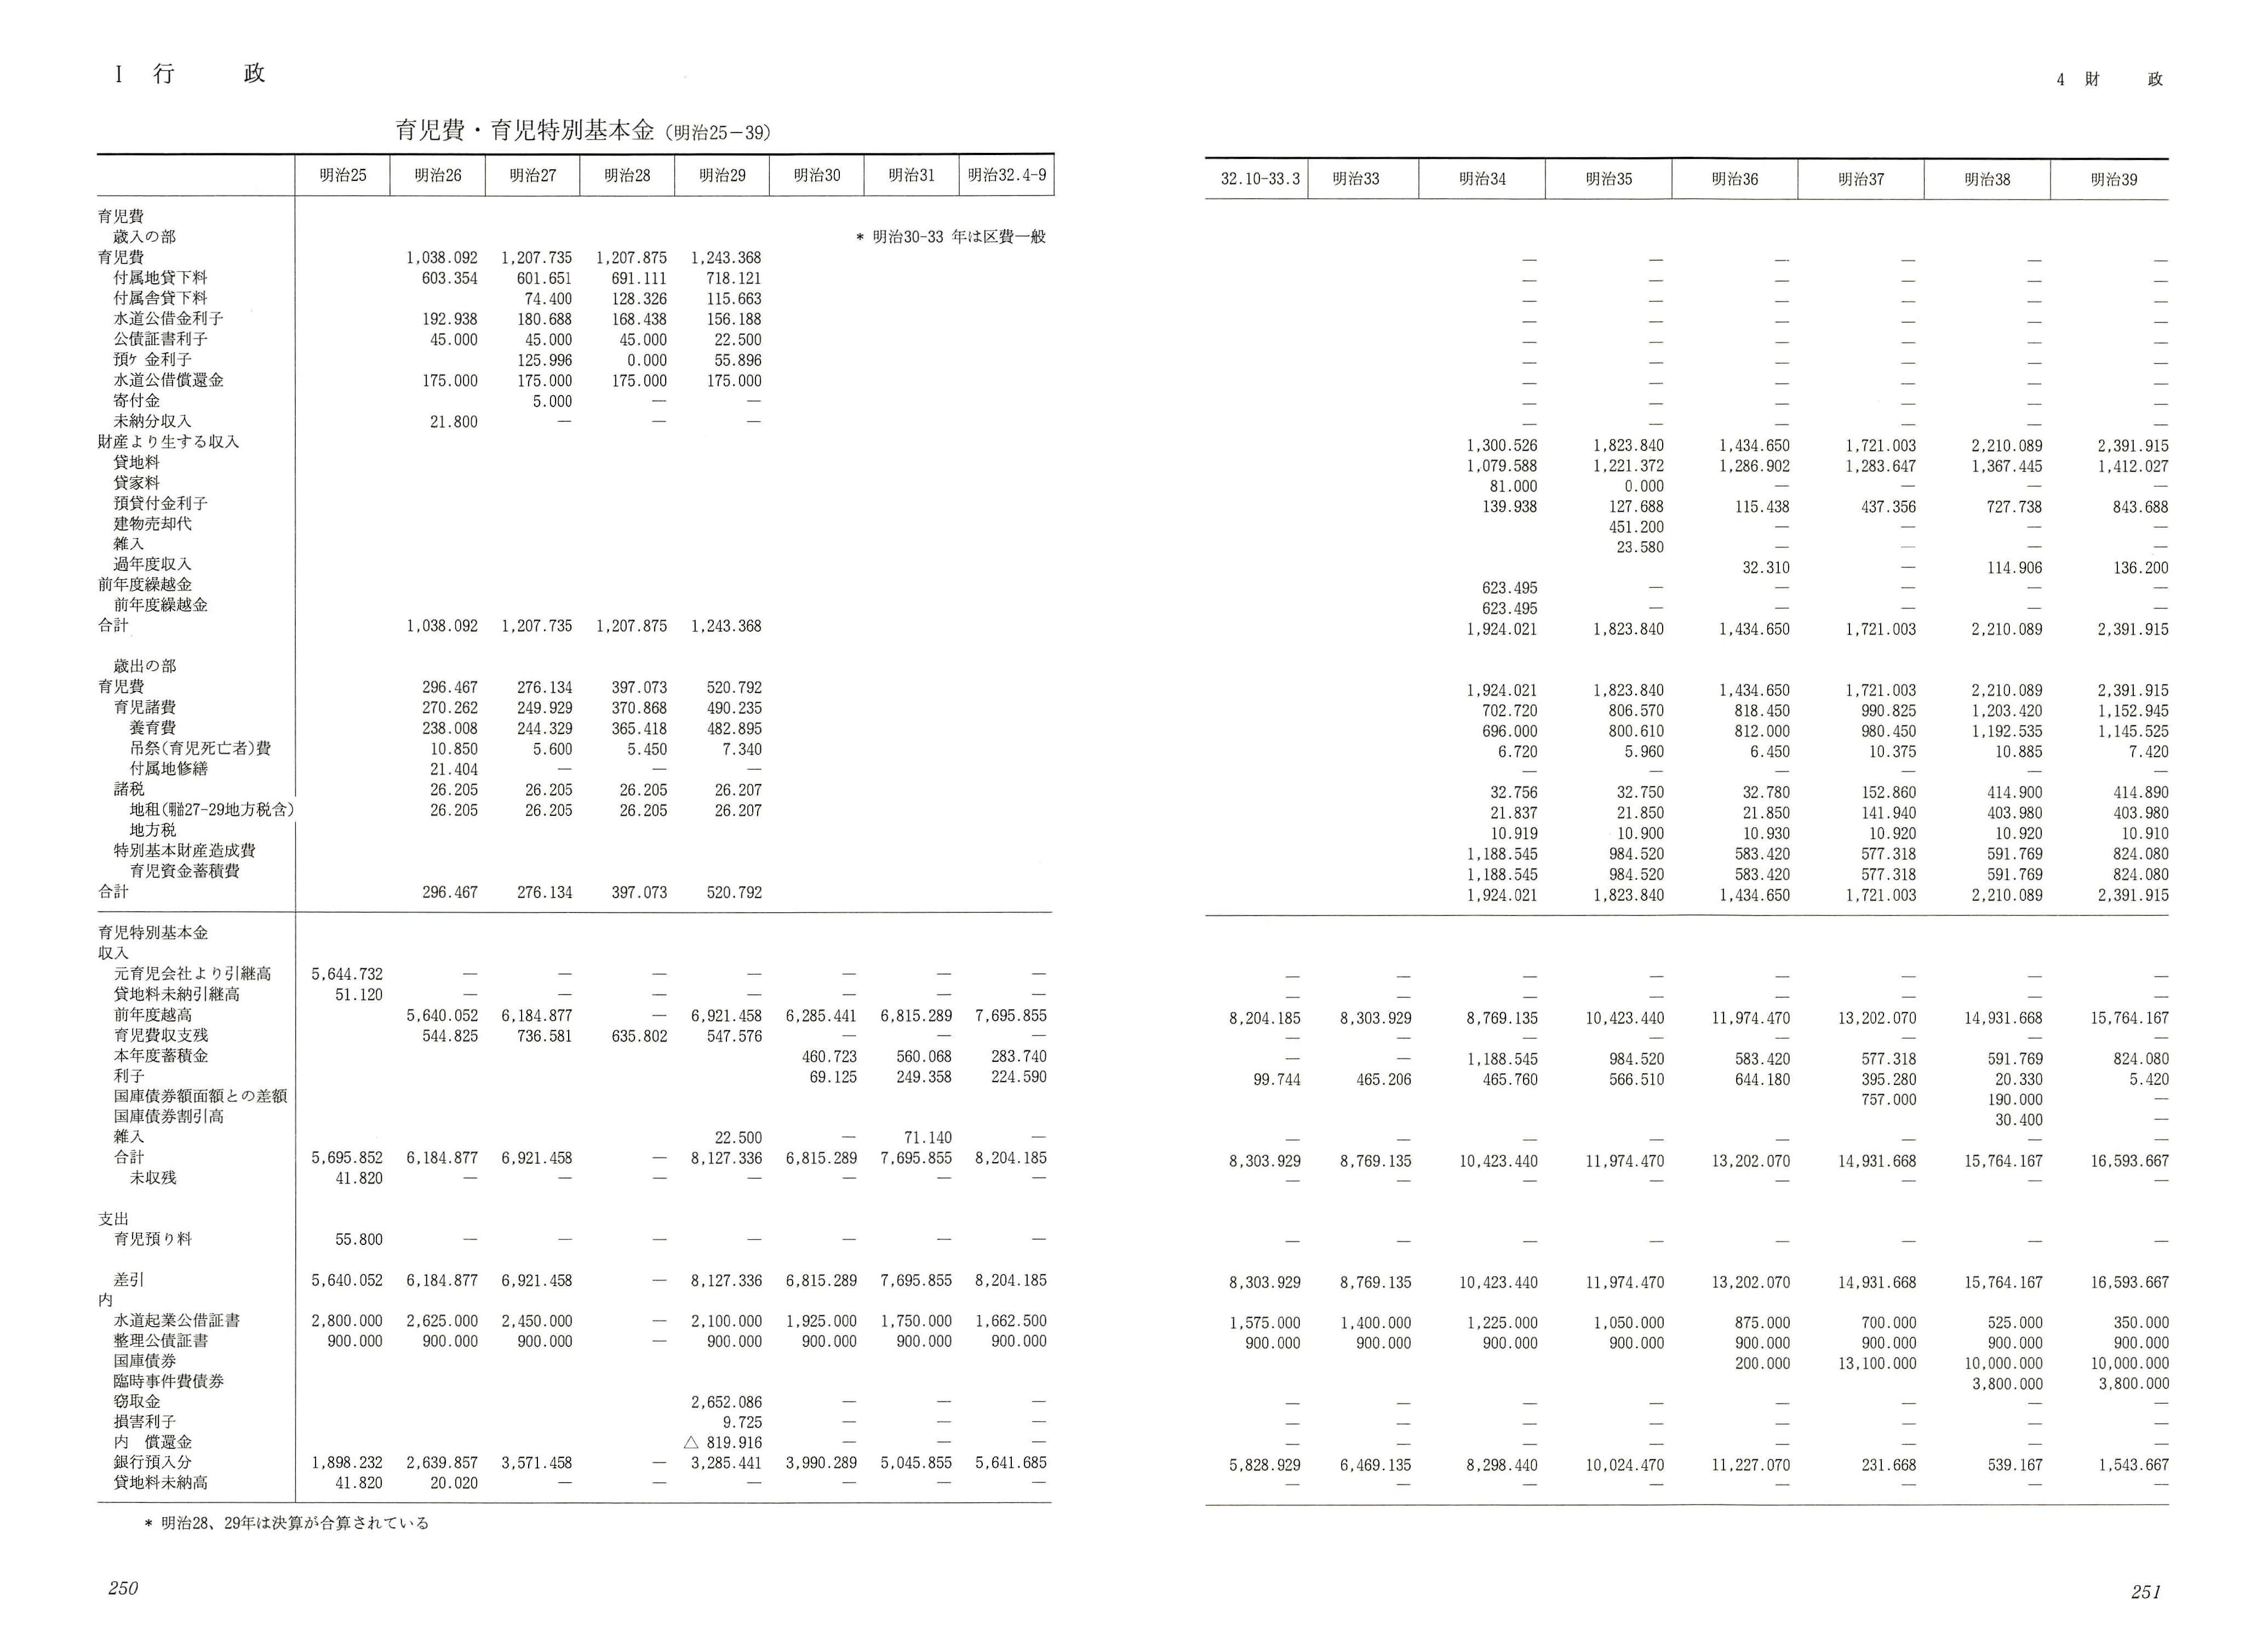 I 行 政
育児費・育児特別基本金（明治25－39）
明治25 明治26 明治27 明治28 明治29 明治30 明治31 明治32.4-9
育児費
歳入の部 * 明治30-33 年は区費一般
育児費 1,038.092 1,207.735 1,207.875 1,243.368
付属地貸下料 603.354 601.651 691.111 718.121
付属舎貸下料 74.400 128.326 115.663
水道公借金利子 192.938 180.688 168.438 156.188
公債証書利子 45.000 45.000 45.000 22.500
預ケ金利子 125.996 0.000 55.896
水道公借償還金 175.000 175.000 175.000 175.000
寄付金 5.000 — —
未納分収入 21.800 — — —
財産より生する収入
貸地料
貸家料
預貸付金利子
建物売却代
雑入
過年度収入
前年度繰越金
前年度繰越金
合計 1,038.092 1,207.735 1,207.875 1,243.368
歳出の部
育児費 296.467 276.134 397.073 520.792
育児諸費 270.262 249.929 370.868 490.235
養育費 238.008 244.329 365.418 482.895
吊祭(育児死亡者)費 10.850 5.600 5.450 7.340
付属地修繕 21.404 — — —
諸税 26.205 26.205 26.205 26.207
地租(明治27-29地方税含) 26.205 26.205 26.205 26.207
地方税
特別基本財産造成費
育児資金蓄積費
合計 296.467 276.134 397.073 520.792
育児特別基本金
収入
元育児会社より引継高 5,644.732 — — — — — — —
貸地料未納引継高 51.120 — — — — — — —
前年度越高 5,640.052 6,184.877 — 6,921.458 6,285.441 6,815.289 7,695.855
育児費収支残 544.825 736.581 635.802 547.576 — — —
本年度蓄積金 460.723 560.068 283.740
利子 69.125 249.358 224.590
国庫債券額面額との差額
国庫債券割引高
雑入 22.500 — 71.140 —
合計 5,695.852 6,184.877 6,921.458 — 8,127.336 6,815.289 7,695.855 8,204.185
未収残 41.820 — — — — — — —
支出
育児預り料 55.800 — — — — — — —
差引 5,640.052 6,184.877 6,921.458 — 8,127.336 6,815.289 7,695.855 8,204.185
内
水道起業公借証書 2,800.000 2,625.000 2,450.000 — 2,100.000 1,925.000 1,750.000 1,662.500
整理公債証書 900.000 900.000 900.000 — 900.000 900.000 900.000 900.000
国庫債券
臨時事件費債券
窃取金 2,652.086 — — —
損害利子 9.725 — — —
内 償還金 △ 819.916 — — —
銀行預入分 1,898.232 2,639.857 3,571.458 — 3,285.441 3,990.289 5,045.855 5,641.685
貸地料未納高 41.820 20.020 — — — — — —
* 明治28、29年は決算が合算されている
250
4 財 政
32.10-33.3 明治33 明治34 明治35 明治36 明治37 明治38 明治39
— — — — — —
— — — — — —
— — — — — —
— — — — — —
— — — — — —
— — — — — —
— — — — — —
— — — — — —
— — — — — —
1,300.526 1,823.840 1,434.650 1,721.003 2,210.089 2,391.915
1,079.588 1,221.372 1,286.902 1,283.647 1,367.445 1,412.027
81.000 0.000 — — — —
139.938 127.688 115.438 437.356 727.738 843.688
451.200 — — — —
23.580 — — — —
32.310 — 114.906 136.200
623.495 — — — — —
623.495 — — — — —
1,924.021 1,823.840 1,434.650 1,721.003 2,210.089 2,391.915
1,924.021 1,823.840 1,434.650 1,721.003 2,210.089 2,391.915
702.720 806.570 818.450 990.825 1,203.420 1,152.945
696.000 800.610 812.000 980.450 1,192.535 1,145.525
6.720 5.960 6.450 10.375 10.885 7.420
— — — — — —
32.756 32.750 32.780 152.860 414.900 414.890
21.837 21.850 21.850 141.940 403.980 403.980
10.919 10.900 10.930 10.920 10.920 10.910
1,188.545 984.520 583.420 577.318 591.769 824.080
1,188.545 984.520 583.420 577.318 591.769 824.080
1,924.021 1,823.840 1,434.650 1,721.003 2,210.089 2,391.915
— — — — — — — —
— — — — — — — —
8,204.185 8,303.929 8,769.135 10,423.440 11,974.470 13,202.070 14,931.668 15,764.167
— — — — — — — —
— — 1,188.545 984.520 583.420 577.318 591.769 824.080
99.744 465.206 465.760 566.510 644.180 395.280 20.330 5.420
757.000 190.000 —
30.400 —
— — — — — — — —
8,303.929 8,769.135 10,423.440 11,974.470 13,202.070 14,931.668 15,764.167 16,593.667
— — — — — — — —
— — — — — — — —
8,303.929 8,769.135 10,423.440 11,974.470 13,202.070 14,931.668 15,764.167 16,593.667
1,575.000 1,400.000 1,225.000 1,050.000 875.000 700.000 525.000 350.000
900.000 900.000 900.000 900.000 900.000 900.000 900.000 900.000
200.000 13,100.000 10,000.000 10,000.000
3,800.000 3,800.000
— — — — — — — —
— — — — — — — —
— — — — — — — —
5,828.929 6,469.135 8,298.440 10,024.470 11,227.070 231.668 539.167 1,543.667
— — — — — — — —
251